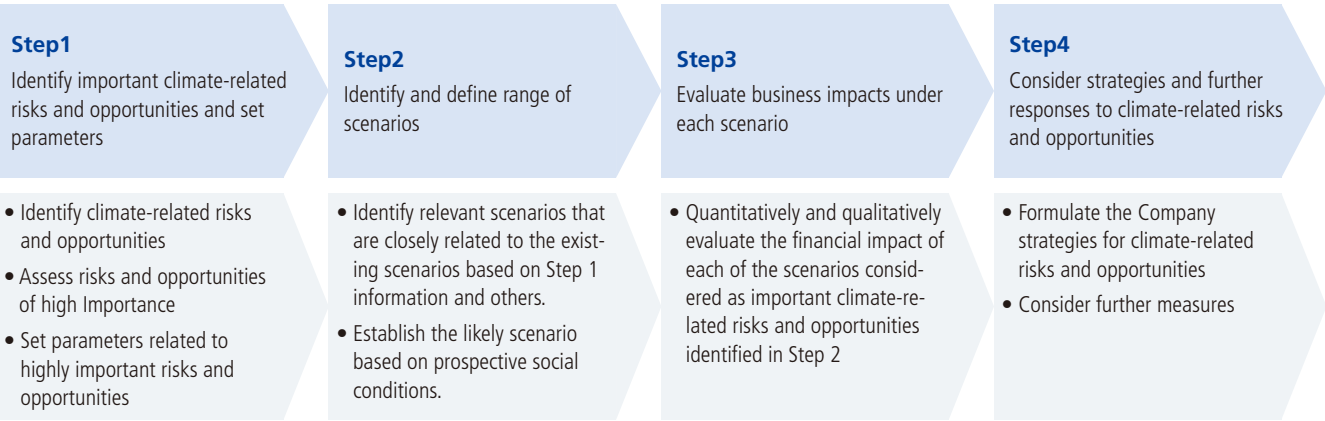 Step1
Identify important climate-related
risks and opportunities and set
parameters
Step2
Identify and define range of
scenarios
Step3
Evaluate business impacts under
each scenario
Step4
Consider strategies and further
responses to climate-related risks
and opportunities
• Identify climate-related risks
and opportunities
• Assess risks and opportunities
of high Importance
• Set parameters related to
highly important risks and
opportunities
• Identify relevant scenarios that
are closely related to the exist-
ing scenarios based on Step 1
information and others.
• Establish the likely scenario
based on prospective social
conditions.
• Quantitatively and qualitatively
evaluate the financial impact of
each of the scenarios consid-
ered as important climate-re-
lated risks and opportunities
identified in Step 2
• Formulate the Company
strategies for climate-related
risks and opportunities
• Consider further measures